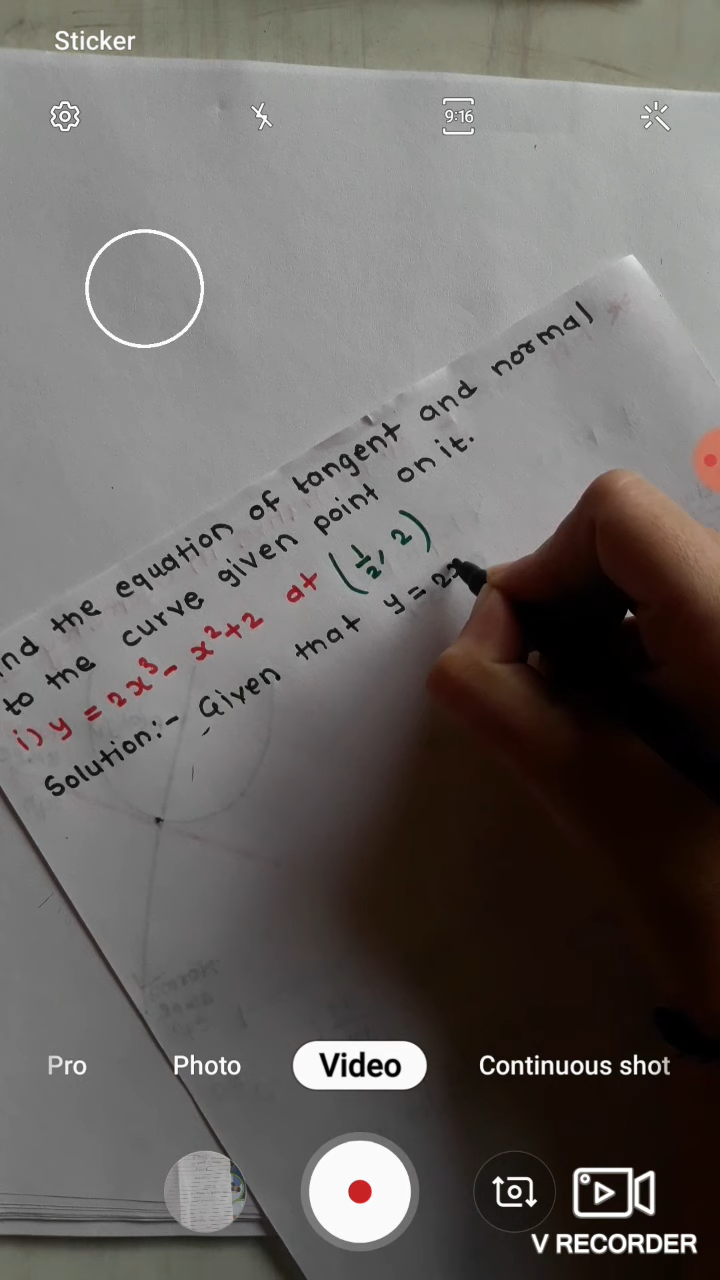 Sticker
9:16
nd the equation of tangent and normal
to the curve given point on it.
i) y = 2x³- x²+2 at (1/2, 2)
Solution:- Given that y = 2x
Pro
Photo
Video
Continuous shot
V RECORDER